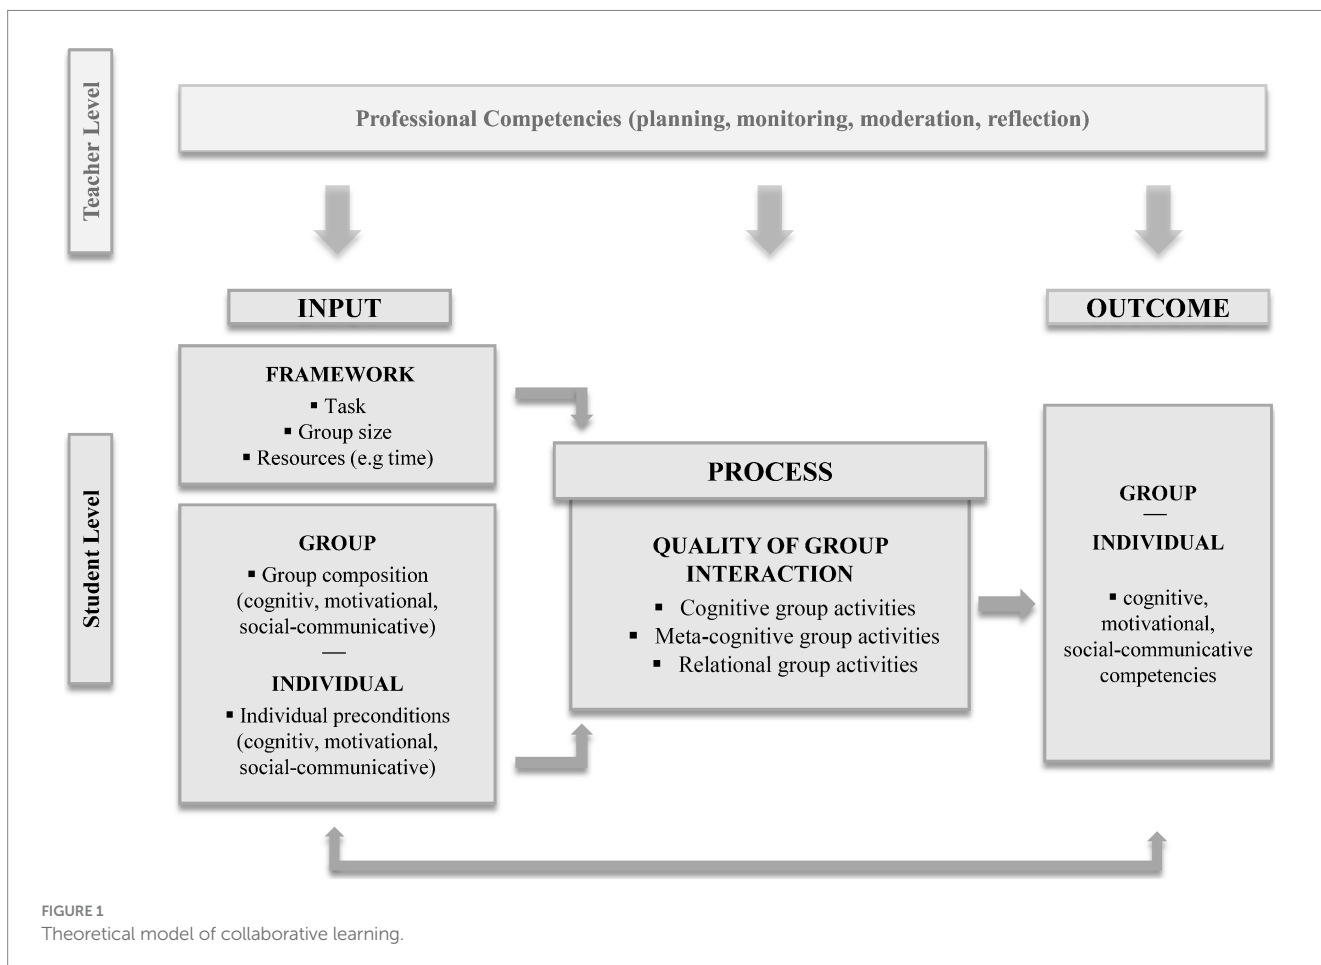 Teacher Level
Professional Competencies (planning, monitoring, moderation, reflection)
INPUT
OUTCOME
Student Level
FRAMEWORK
▪ Task
▪ Group size
▪ Resources (e.g time)
GROUP
▪ Group composition
(cognitiv, motivational,
social-communicative)
—
INDIVIDUAL
▪ Individual preconditions
(cognitiv, motivational,
social-communicative)
PROCESS
QUALITY OF GROUP
INTERACTION
▪ Cognitive group activities
▪ Meta-cognitive group activities
▪ Relational group activities
GROUP
—
INDIVIDUAL
▪ cognitive,
motivational,
social-communicative
competencies
FIGURE 1
Theoretical model of collaborative learning.